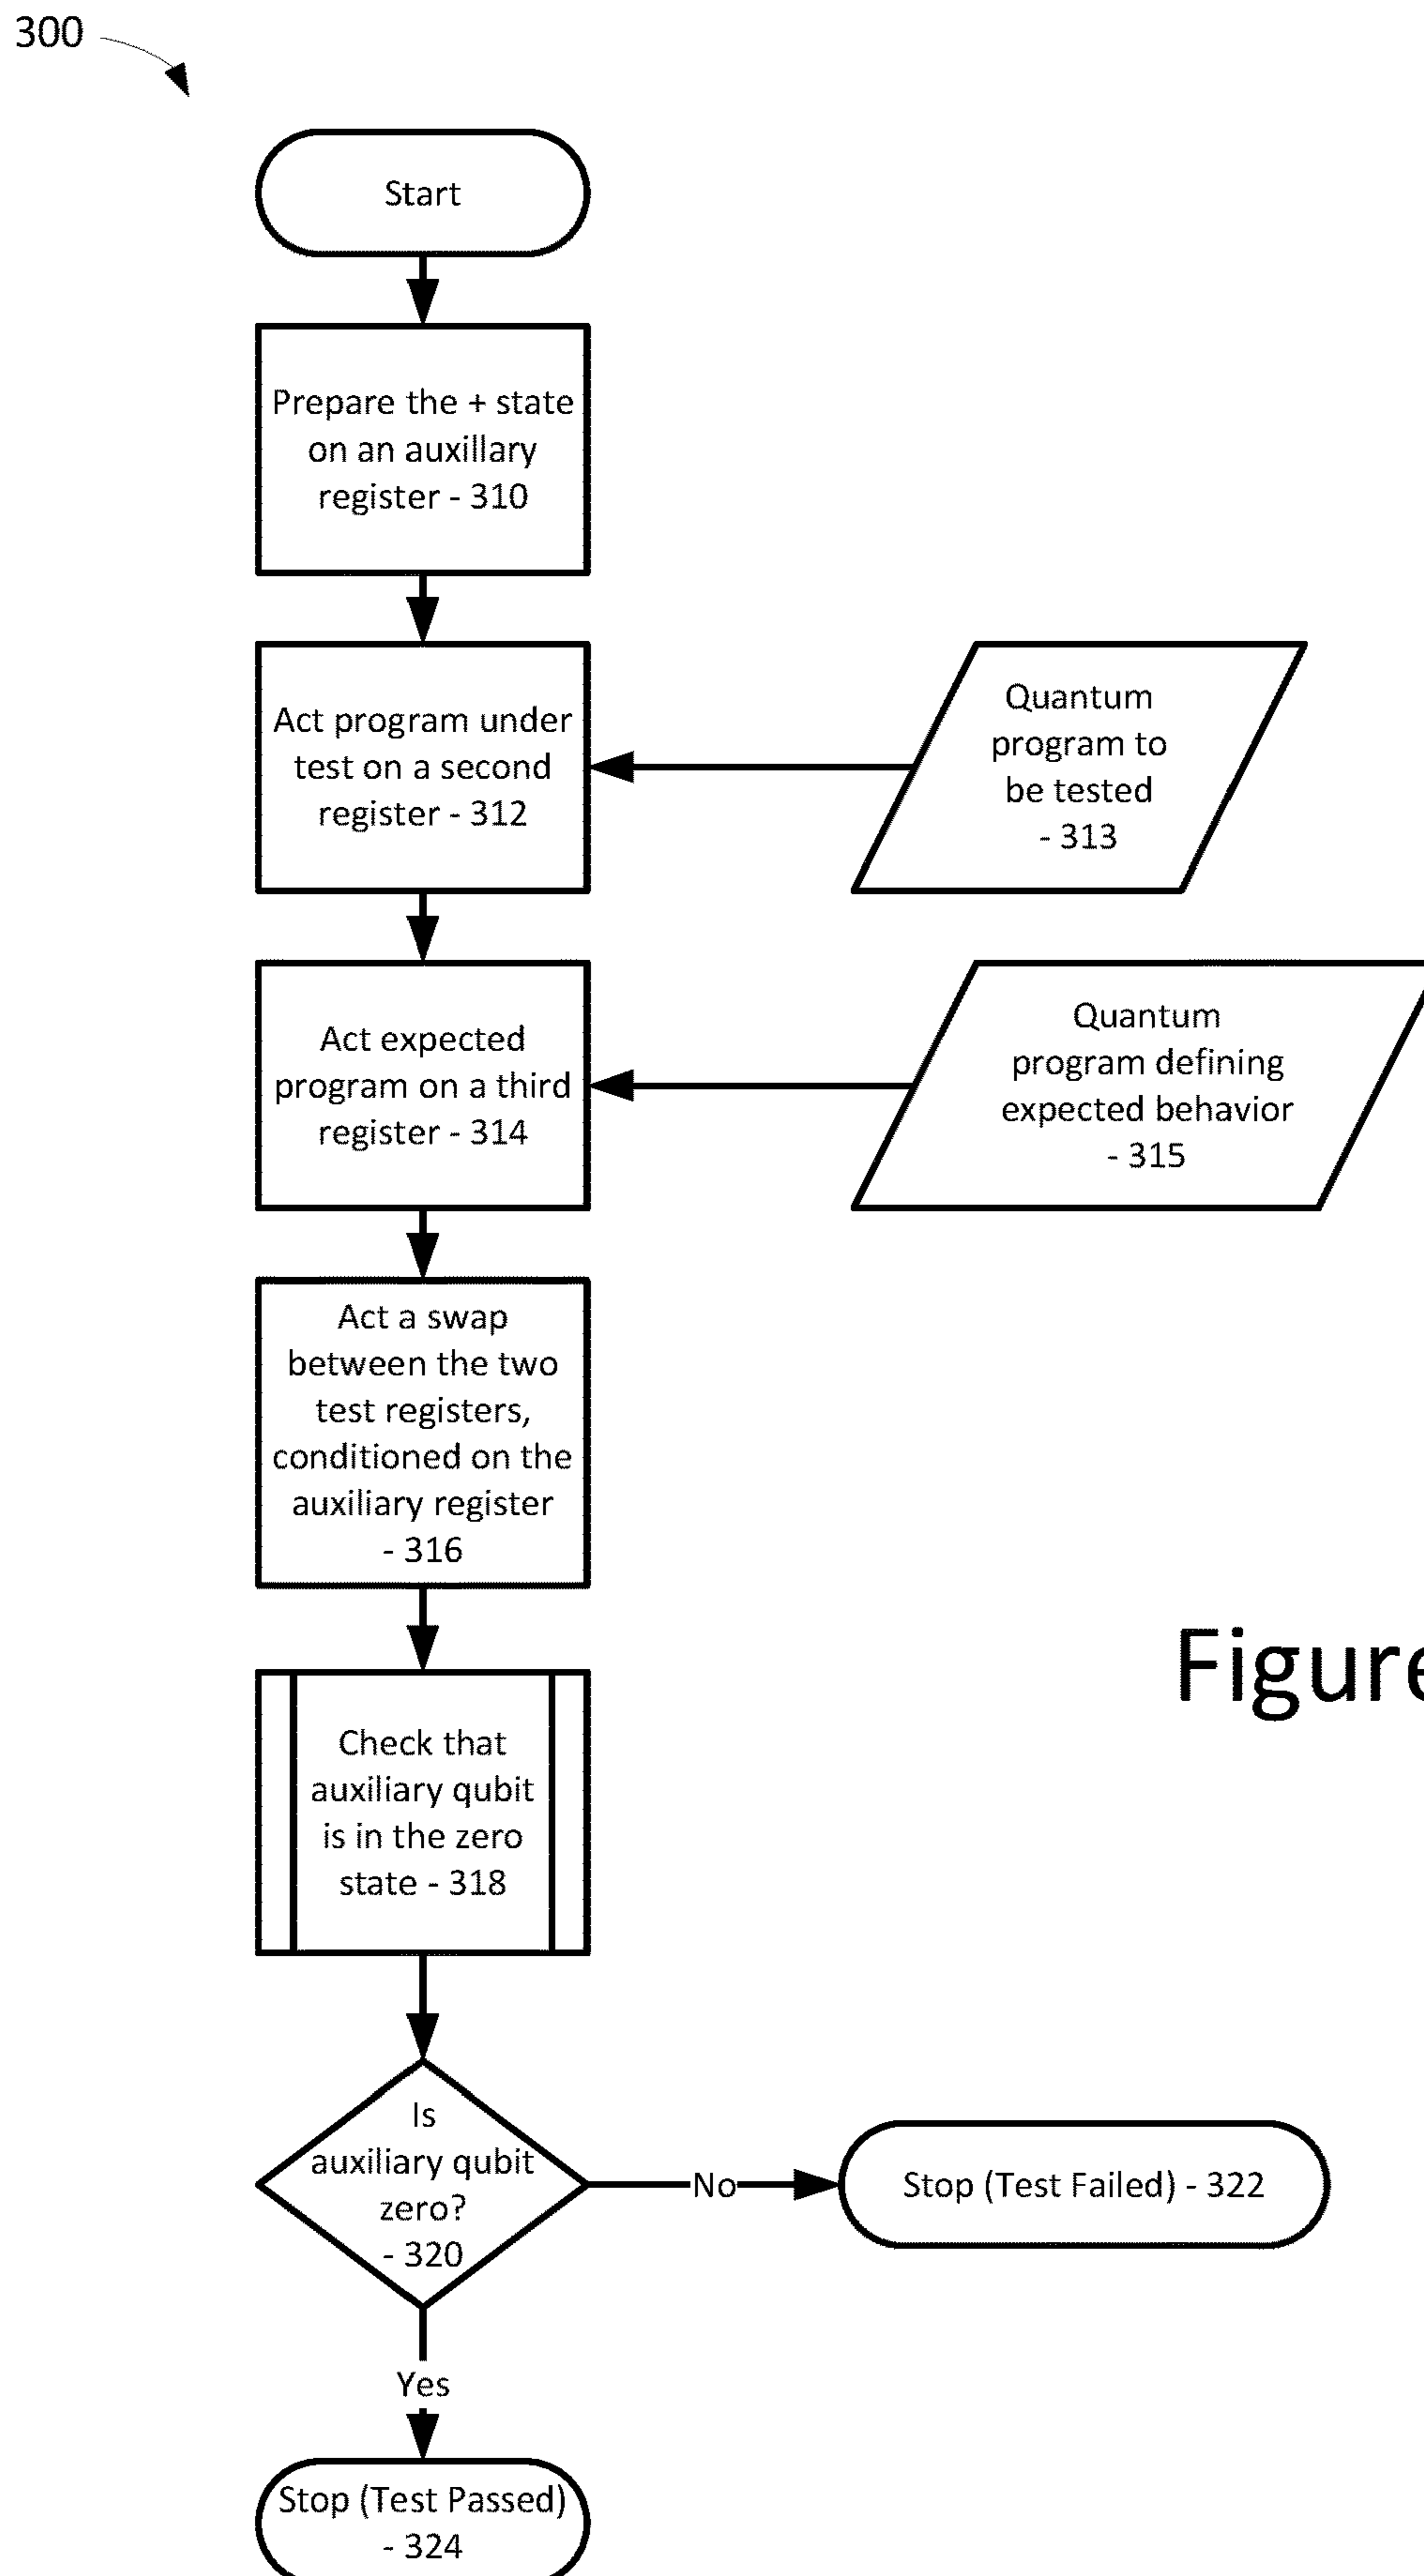 300
Start
Prepare the + state
on an auxillary
register - 310
Act program under
test on a second
register - 312
Quantum
program to
be tested
- 313
Act expected
program on a third
register - 314
Quantum
program defining
expected behavior
- 315
Act a swap
between the two
test registers,
conditioned on the
auxiliary register
- 316
Figure
Check that
auxiliary qubit
is in the zero
state - 318
Is
auxiliary qubit
zero?
- 320
No
Stop (Test Failed) - 322
Yes
Stop (Test Passed)
- 324